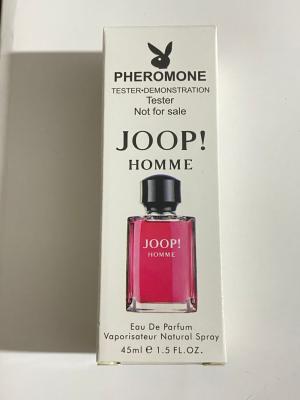 PHEROMONE
TESTER•DEMONSTRATION
Tester
Not for sale
JOOP!
HOMME
JOOP!
HOMME
Eau De Parfum
Vaporisateur Natural Spray
45ml e 1.5 FL.OZ.